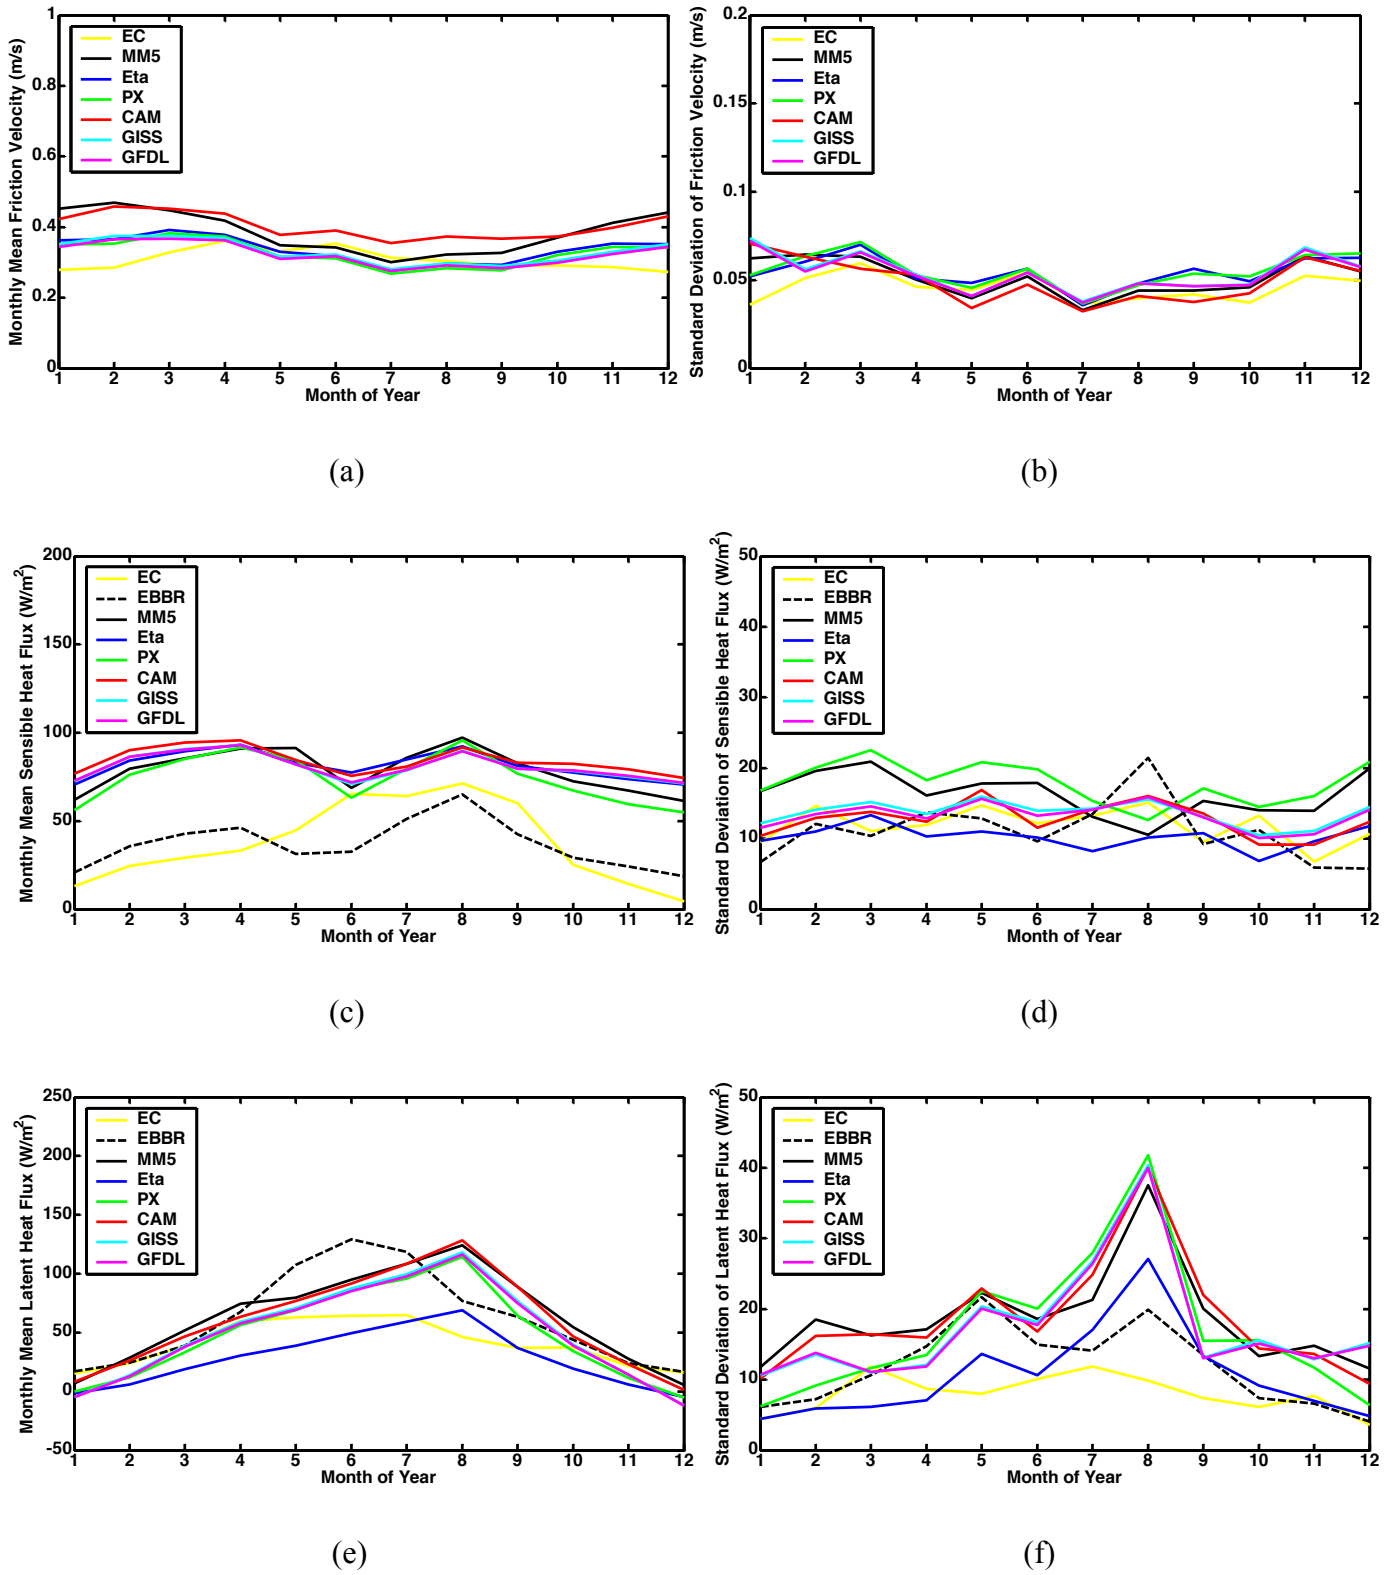 Monthly Mean Friction Velocity (m/s)
1
0.8
0.6
0.4
0.2
0
EC
MM5
Eta
PX
CAM
GISS
GFDL
1 2 3 4 5 6 7 8 9 10 11 12
Month of Year
(a)
Standard Deviation of Friction Velocity (m/s)
0.2
0.15
0.1
0.05
0
EC
MM5
Eta
PX
CAM
GISS
GFDL
1 2 3 4 5 6 7 8 9 10 11 12
Month of Year
(b)
Monthly Mean Sensible Heat Flux (W/m²)
200
150
100
50
0
EC
EBBR
MM5
Eta
PX
CAM
GISS
GFDL
1 2 3 4 5 6 7 8 9 10 11 12
Month of Year
(c)
Standard Deviation of Sensible Heat Flux (W/m²)
50
40
30
20
10
0
EC
EBBR
MM5
Eta
PX
CAM
GISS
GFDL
1 2 3 4 5 6 7 8 9 10 11 12
Month of Year
(d)
Monthly Mean Latent Heat Flux (W/m²)
250
200
150
100
50
0
-50
EC
EBBR
MM5
Eta
PX
CAM
GISS
GFDL
1 2 3 4 5 6 7 8 9 10 11 12
Month of Year
(e)
Standard Deviation of Latent Heat Flux (W/m²)
50
40
30
20
10
0
EC
EBBR
MM5
Eta
PX
CAM
GISS
GFDL
1 2 3 4 5 6 7 8 9 10 11 12
Month of Year
(f)